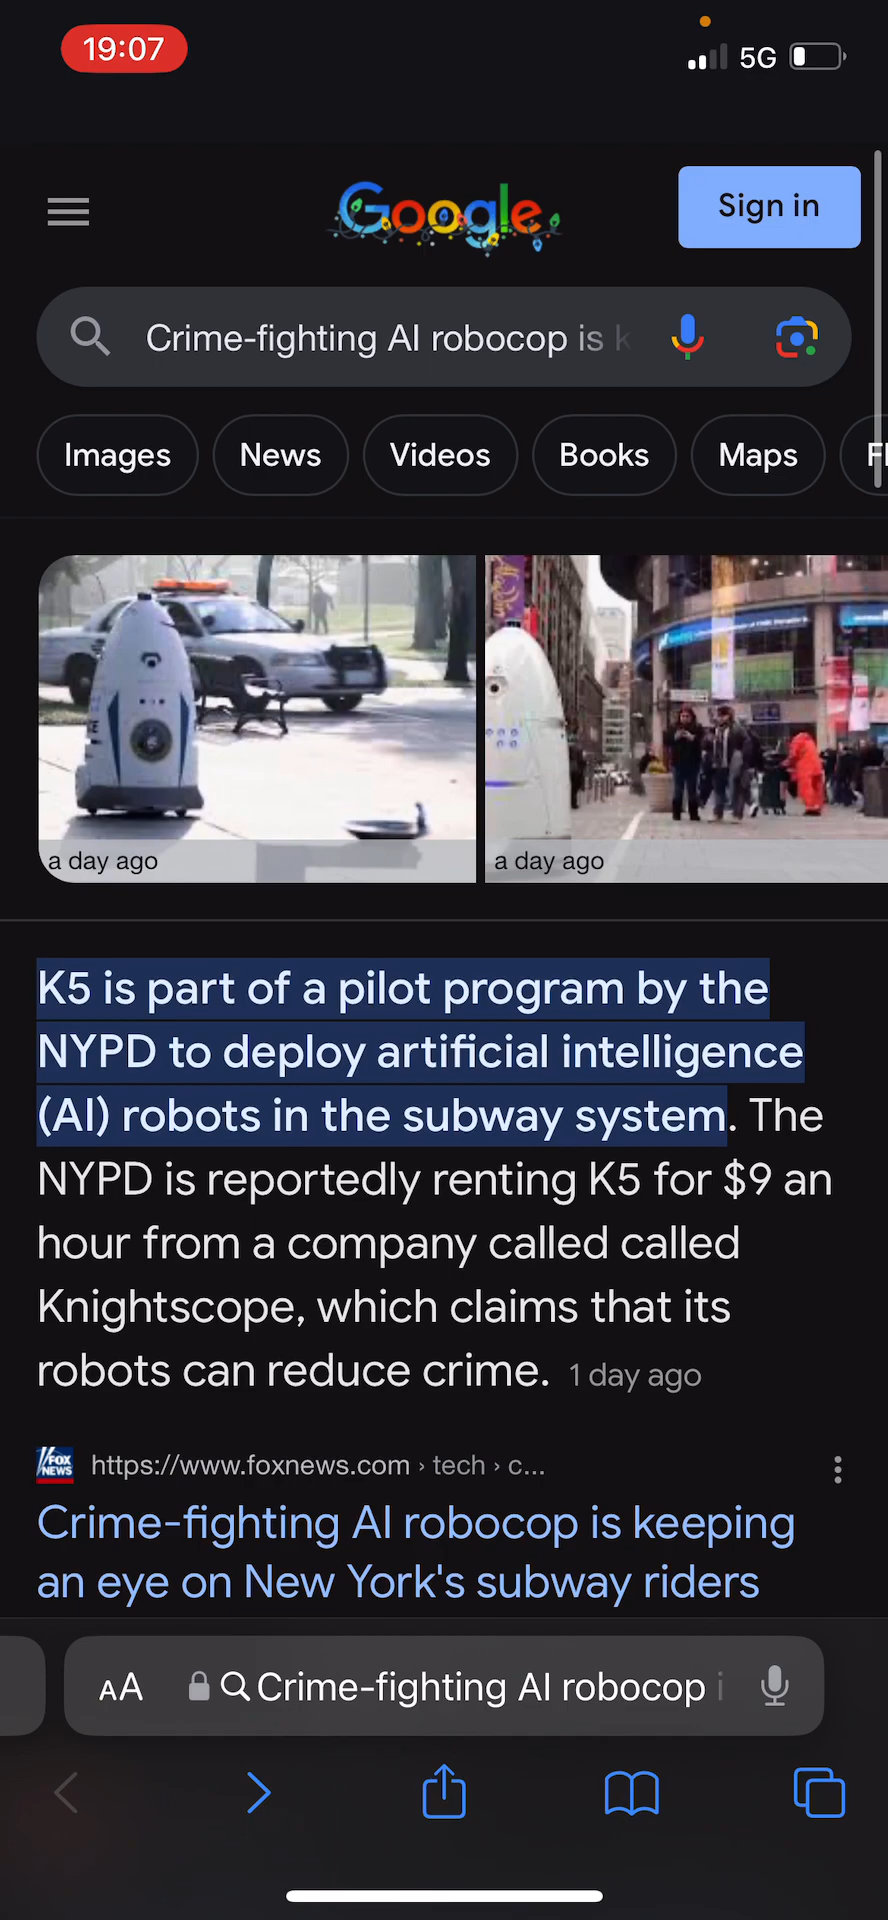 19:07
5G
Google
Sign in
Crime-fighting AI robocop is k
Images
News
Videos
Books
Maps
Fl
a day ago
a day ago
K5 is part of a pilot program by the
NYPD to deploy artificial intelligence
(AI) robots in the subway system. The
NYPD is reportedly renting K5 for $9 an
hour from a company called called
Knightscope, which claims that its
robots can reduce crime. 1 day ago
FOX
NEWS
https://www.foxnews.com › tech › c...
Crime-fighting AI robocop is keeping
an eye on New York's subway riders
AA
Crime-fighting AI robocop i